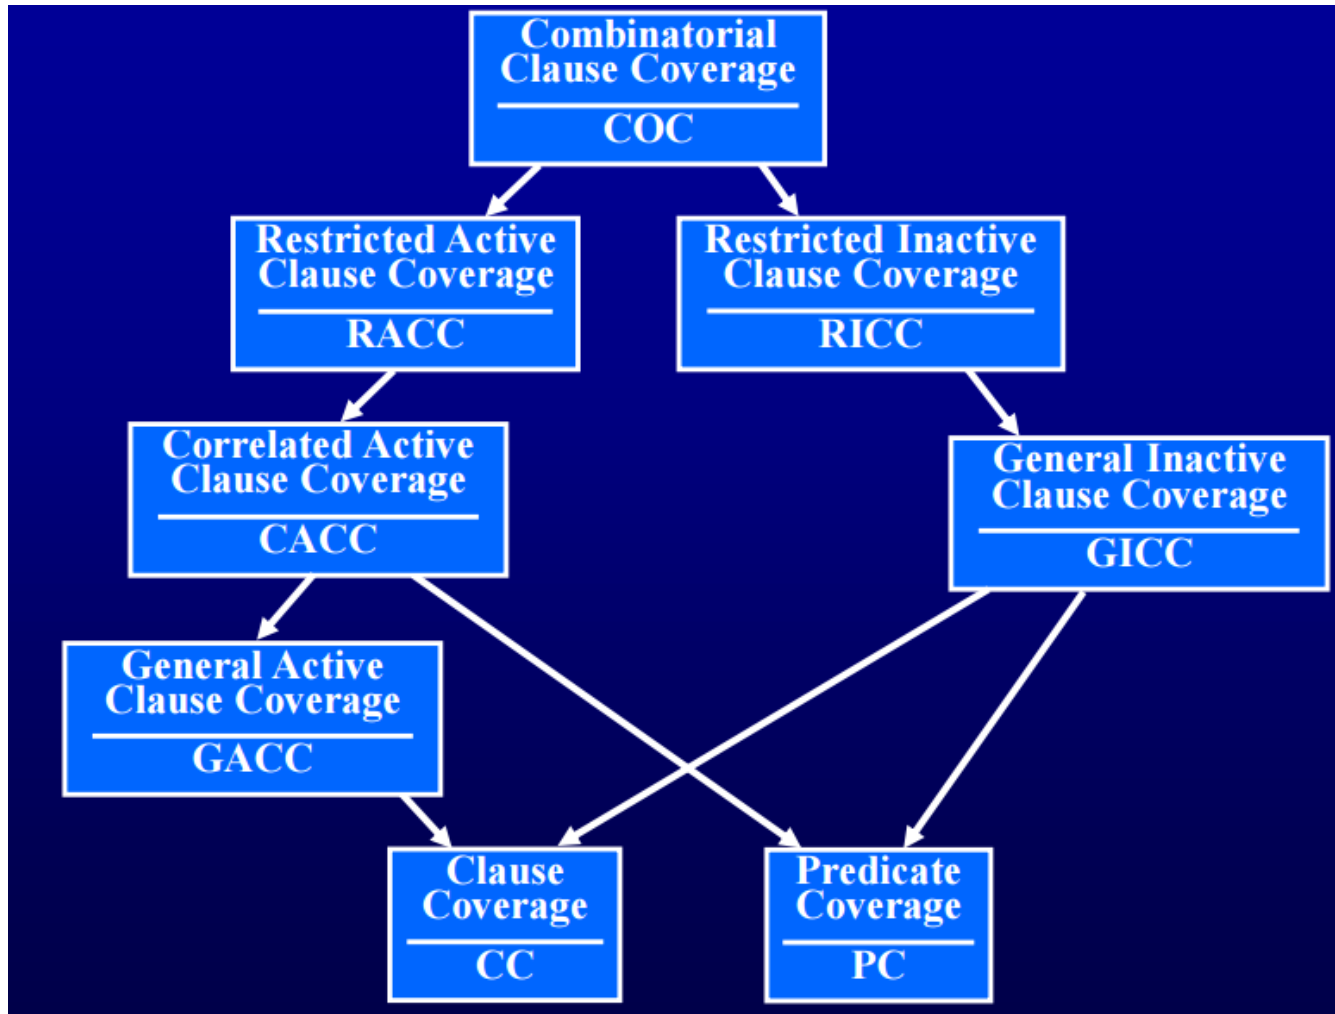 Combinatorial
Clause Coverage
COC
Restricted Active
Clause Coverage
RACC
Restricted Inactive
Clause Coverage
RICC
Correlated Active
Clause Coverage
CACC
General Inactive
Clause Coverage
GICC
General Active
Clause Coverage
GACC
Clause
Coverage
CC
Predicate
Coverage
PC